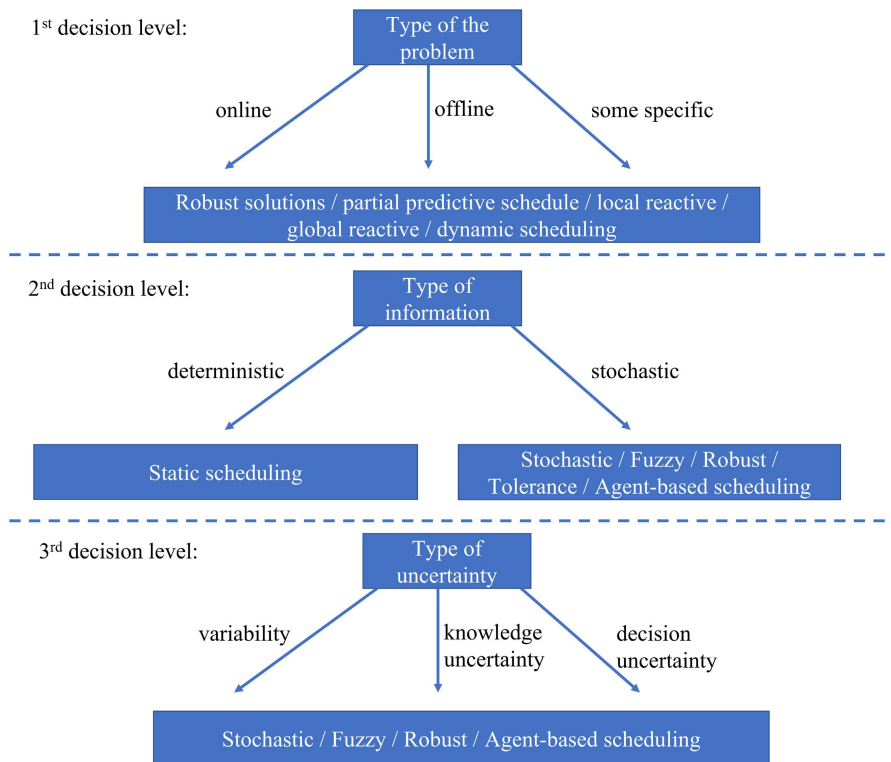 1st decision level:
Type of the
problem
online
offline
some specific
Robust solutions / partial predictive schedule / local reactive /
global reactive / dynamic scheduling
2nd decision level:
Type of
information
deterministic
stochastic
Static scheduling
Stochastic / Fuzzy / Robust /
Tolerance / Agent-based scheduling
3rd decision level:
Type of
uncertainty
variability
knowledge
uncertainty
decision
uncertainty
Stochastic / Fuzzy / Robust / Agent-based scheduling